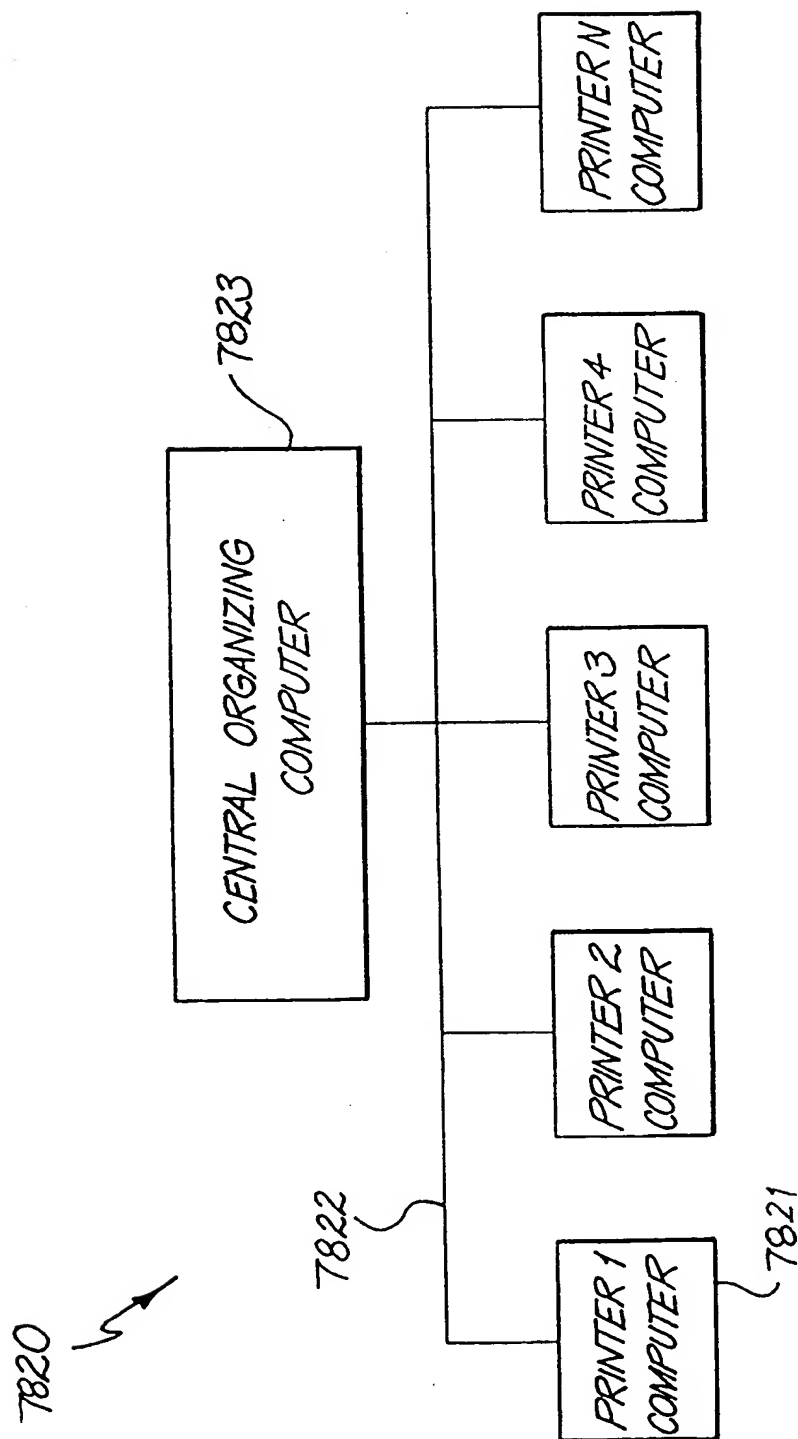 7820
7823
CENTRAL ORGANIZING
COMPUTER
7822
PRINTER 1
COMPUTER
PRINTER 2
COMPUTER
PRINTER 3
COMPUTER
PRINTER 4
COMPUTER
PRINTER N
COMPUTER
7821